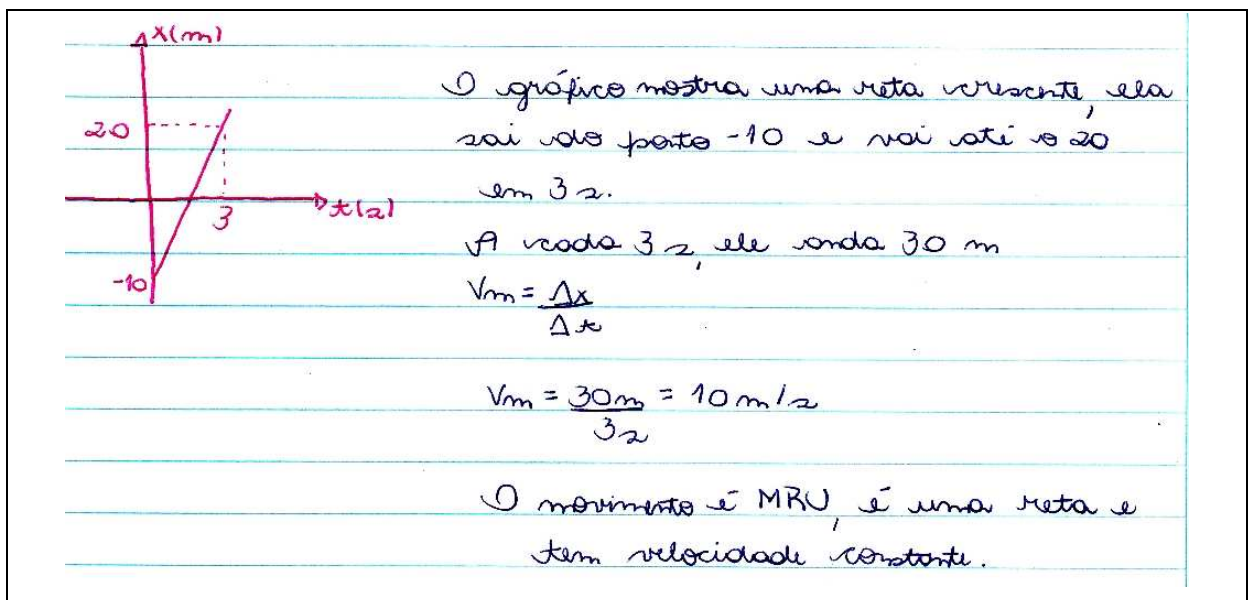 x(m)
20
3
t(s)
-10
O gráfico mostra uma reta crescente, ela
sai do ponto -10 e vai até o 20
em 3 s.
A cada 3 s, ele anda 30 m
Vm = Δx
Δt
Vm = 30m = 10 m/s
3s
O movimento é MRU, é uma reta e
tem velocidade constante.